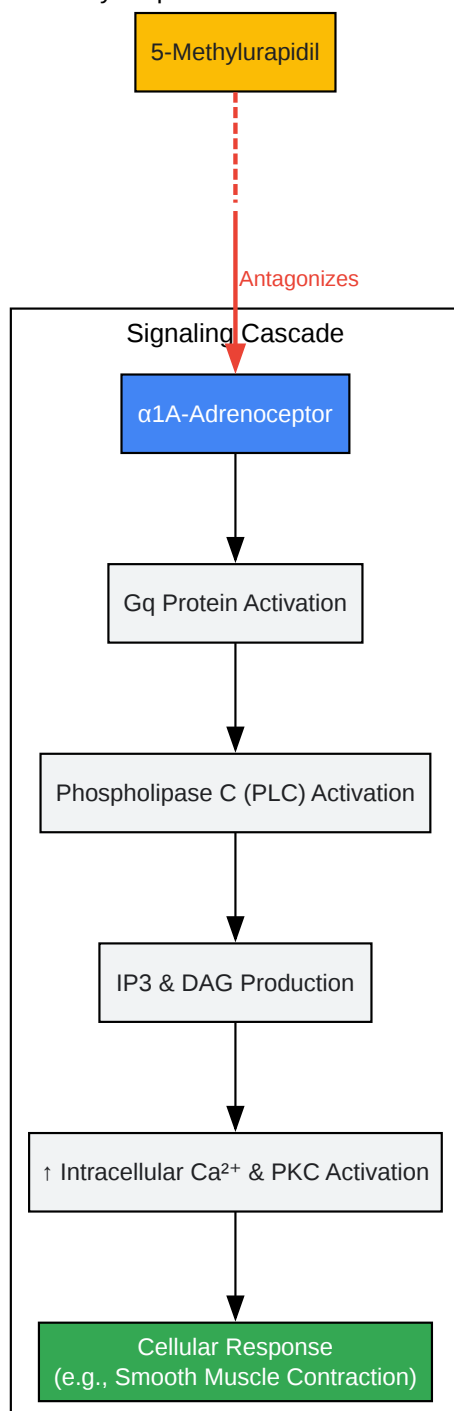 5-Methylurapidil
Antagonizes
Signaling Cascade
α1A-Adrenoceptor
Gq Protein Activation
Phospholipase C (PLC) Activation
IP3 & DAG Production
↑ Intracellular Ca²⁺ & PKC Activation
Cellular Response
(e.g., Smooth Muscle Contraction)